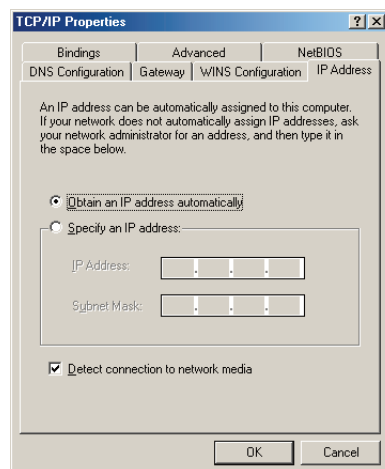 TCP/IP Properties
Bindings Advanced NetBIOS
DNS Configuration Gateway WINS Configuration IP Address
An IP address can be automatically assigned to this computer.
If your network does not automatically assign IP addresses, ask
your network administrator for an address, and then type it in
the space below.
Obtain an IP address automatically
Specify an IP address:
IP Address:
Subnet Mask:
Detect connection to network media
OK Cancel